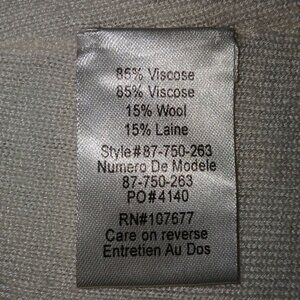 85% Viscose
85% Viscose
15% Wool
15% Laine
Style#87-750-263
Numero De Modele
87-750-263
PO#4140
RN#107677
Care on reverse
Entretien Au Dos